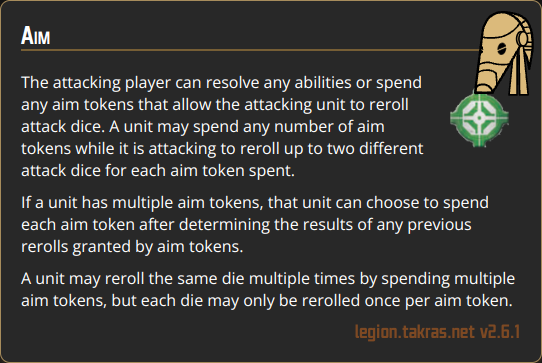 Aim
The attacking player can resolve any abilities or spend
any aim tokens that allow the attacking unit to reroll
attack dice. A unit may spend any number of aim
tokens while it is attacking to reroll up to two different
attack dice for each aim token spent.
If a unit has multiple aim tokens, that unit can choose to spend
each aim token after determining the results of any previous
rerolls granted by aim tokens.
A unit may reroll the same die multiple times by spending multiple
aim tokens, but each die may only be rerolled once per aim token.
legion.takras.net v2.6.1